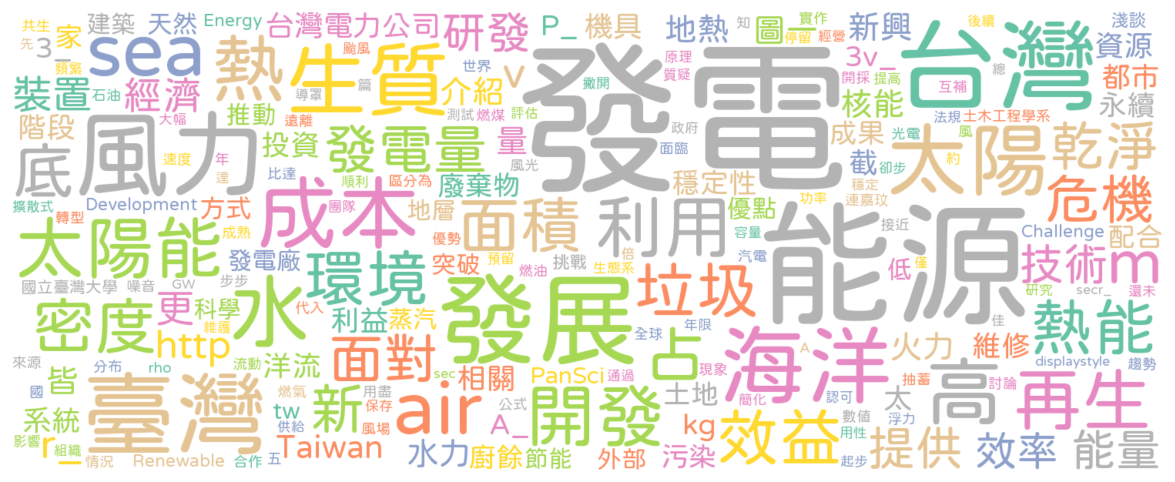 共生
先
3_
家
建築
天然
Energy
台灣電力公司
研發
P_
機具
地熱
圖_
知
實作
停留
經營
新興
後續
淺談
類緊
sea
颱風
世界
發電
原理
質疑
3v_
台灣
資源
裝置
石油
經濟
熱
導罩
生質
篇
介紹
v
撇開
開採
提高
互補
總
都市
階段
大幅
推動
遠離
測試
燃煤
評估
政府
核能
法規
土木工程學系
永續
底
風力
速度
年
達
投資
比達
發電量
量
風光
面臨
成果
光電
風
約
太陽
乾淨
擴散式
轉型
Development
方式
順利
團隊
區分為
廢棄物
穩定性
截
卻步
穩定
連嘉玟
危機
太陽能
成熟
成本
地層
優勢
面積
利用
優點
功率
容量
接近
Challenge
配合
國立臺灣大學
噪音
GW
步步
發電廠
環境
突破
預留
燃油
挑戰
倍
生態系
垃圾
汽電
能源
低
僅
技術
m
密度
更
科學
維護
水
代入
利益
蒸汽
發展
占
全球
年限
研究
secr_
佳
還未
熱能
來源
國
分布
rho
http
流動
洋流
燃氣
面對
用盡
保存
sec
相關
PanSci
通過
現象
簡化
海洋
A
火力
抽蓄
維修
討論
displaystyle
趨勢
皆
臺灣
新
風場
air
公式
A_
開發
土地
認可
數值
太
浮力
高
再生
系統
影響
r_
組織
情況
Renewable
tw
供給
合作
五
Taiwan
水力
廚餘
節能
外部
kg
污染
效益
用性
起步
提供
效率
能量